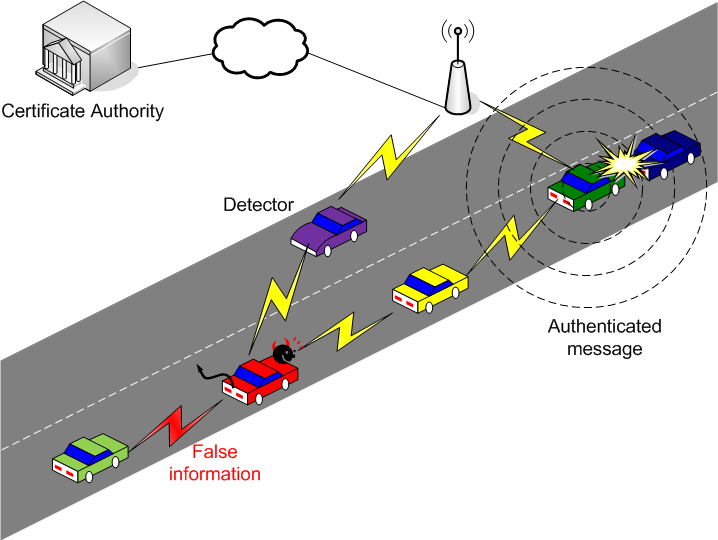 Certificate Authority
Detector
Authenticated
message
False
information